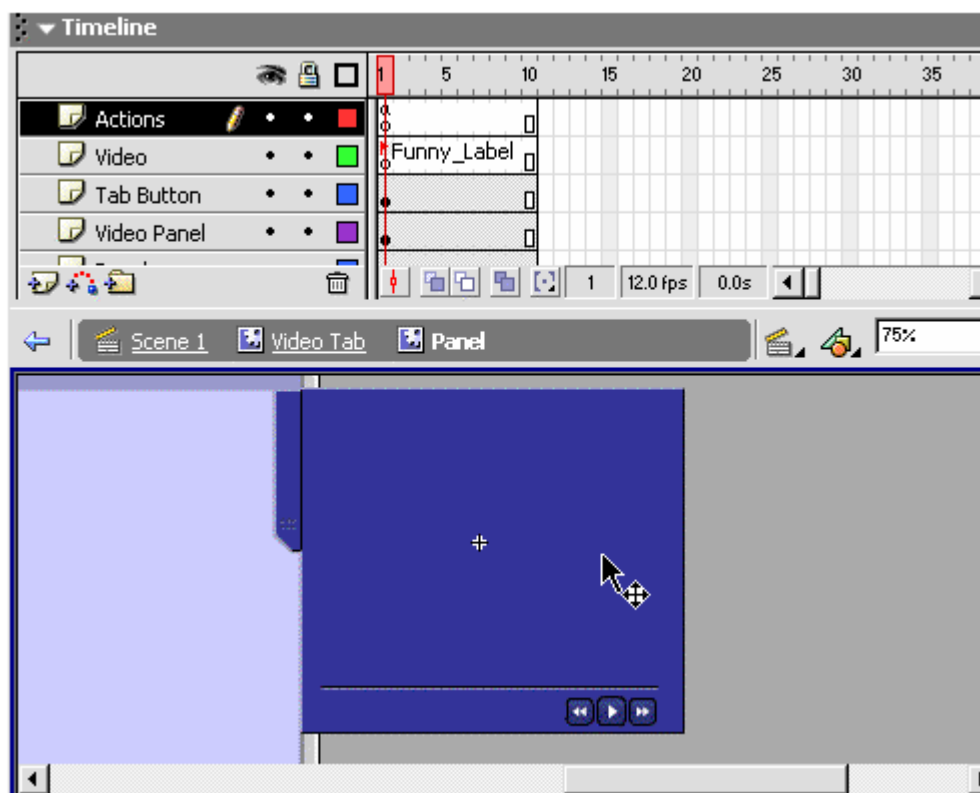 Timeline
1 5 10 15 20 25 30 35
Actions
Video Funny_Label
Tab Button
Video Panel
1 12.0 fps 0.0s
Scene 1 Video Tab Panel 75%